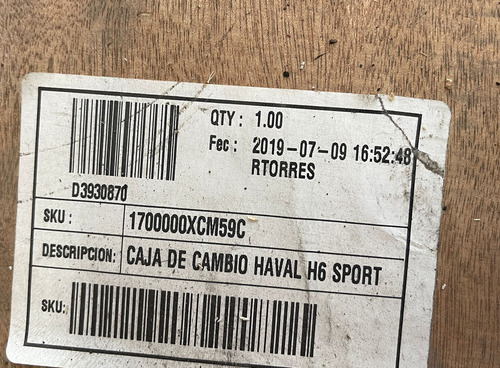 QTY : 1.00
Fec : 2019-07-09 16:52:48
RTORRES
D3930870
SKU : 1700000XCM59C
DESCRIPCION: CAJA DE CAMBIO HAVAL H6 SPORT
SKU: